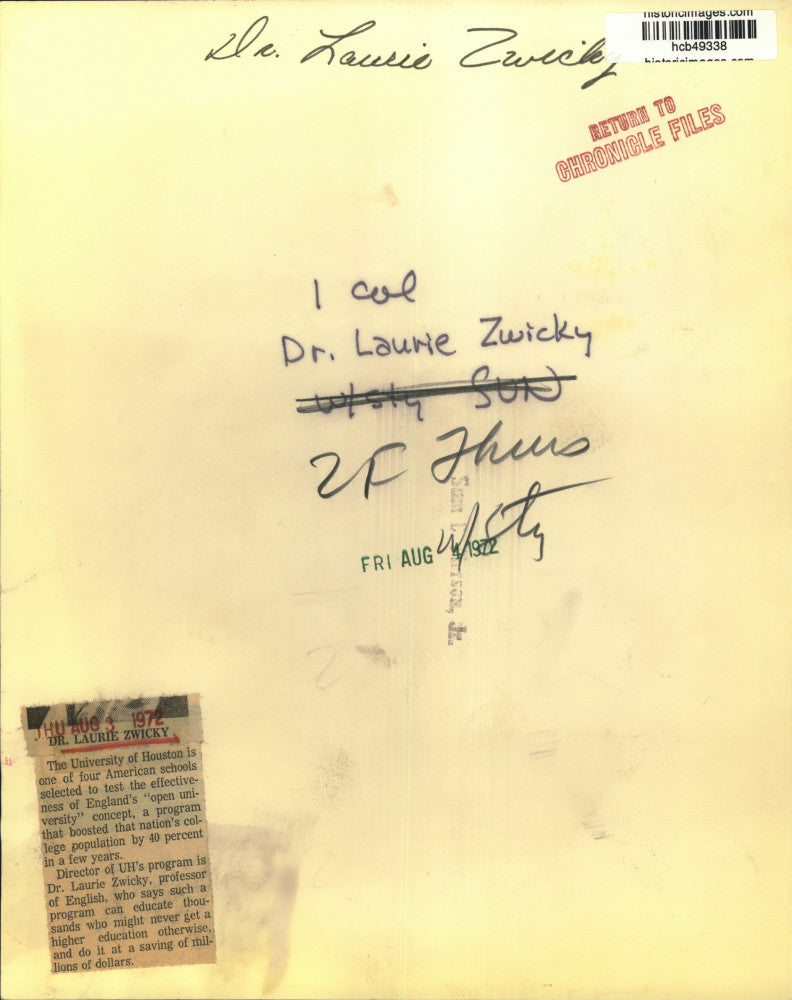 historicimages.com
hcb49338
historicimages.com
Dr. Laurie Zwicky
RETURN TO
CHRONICLE FILES
1 col
Dr. Laurie Zwicky
w/sty SUN
2F Thurs
w/sty
FRI AUG 4 1972
Jr.
THU AUG 3 1972
DR. LAURIE ZWICKY
The University of Houston is
one of four American schools
selected to test the effective-
ness of England's "open uni-
versity" concept, a program
that boosted that nation's col-
lege population by 40 percent
in a few years.
Director of UH's program is
Dr. Laurie Zwicky, professor
of English, who says such a
program can educate thou-
sands who might never get a
higher education otherwise,
and do it at a saving of mil-
lions of dollars.